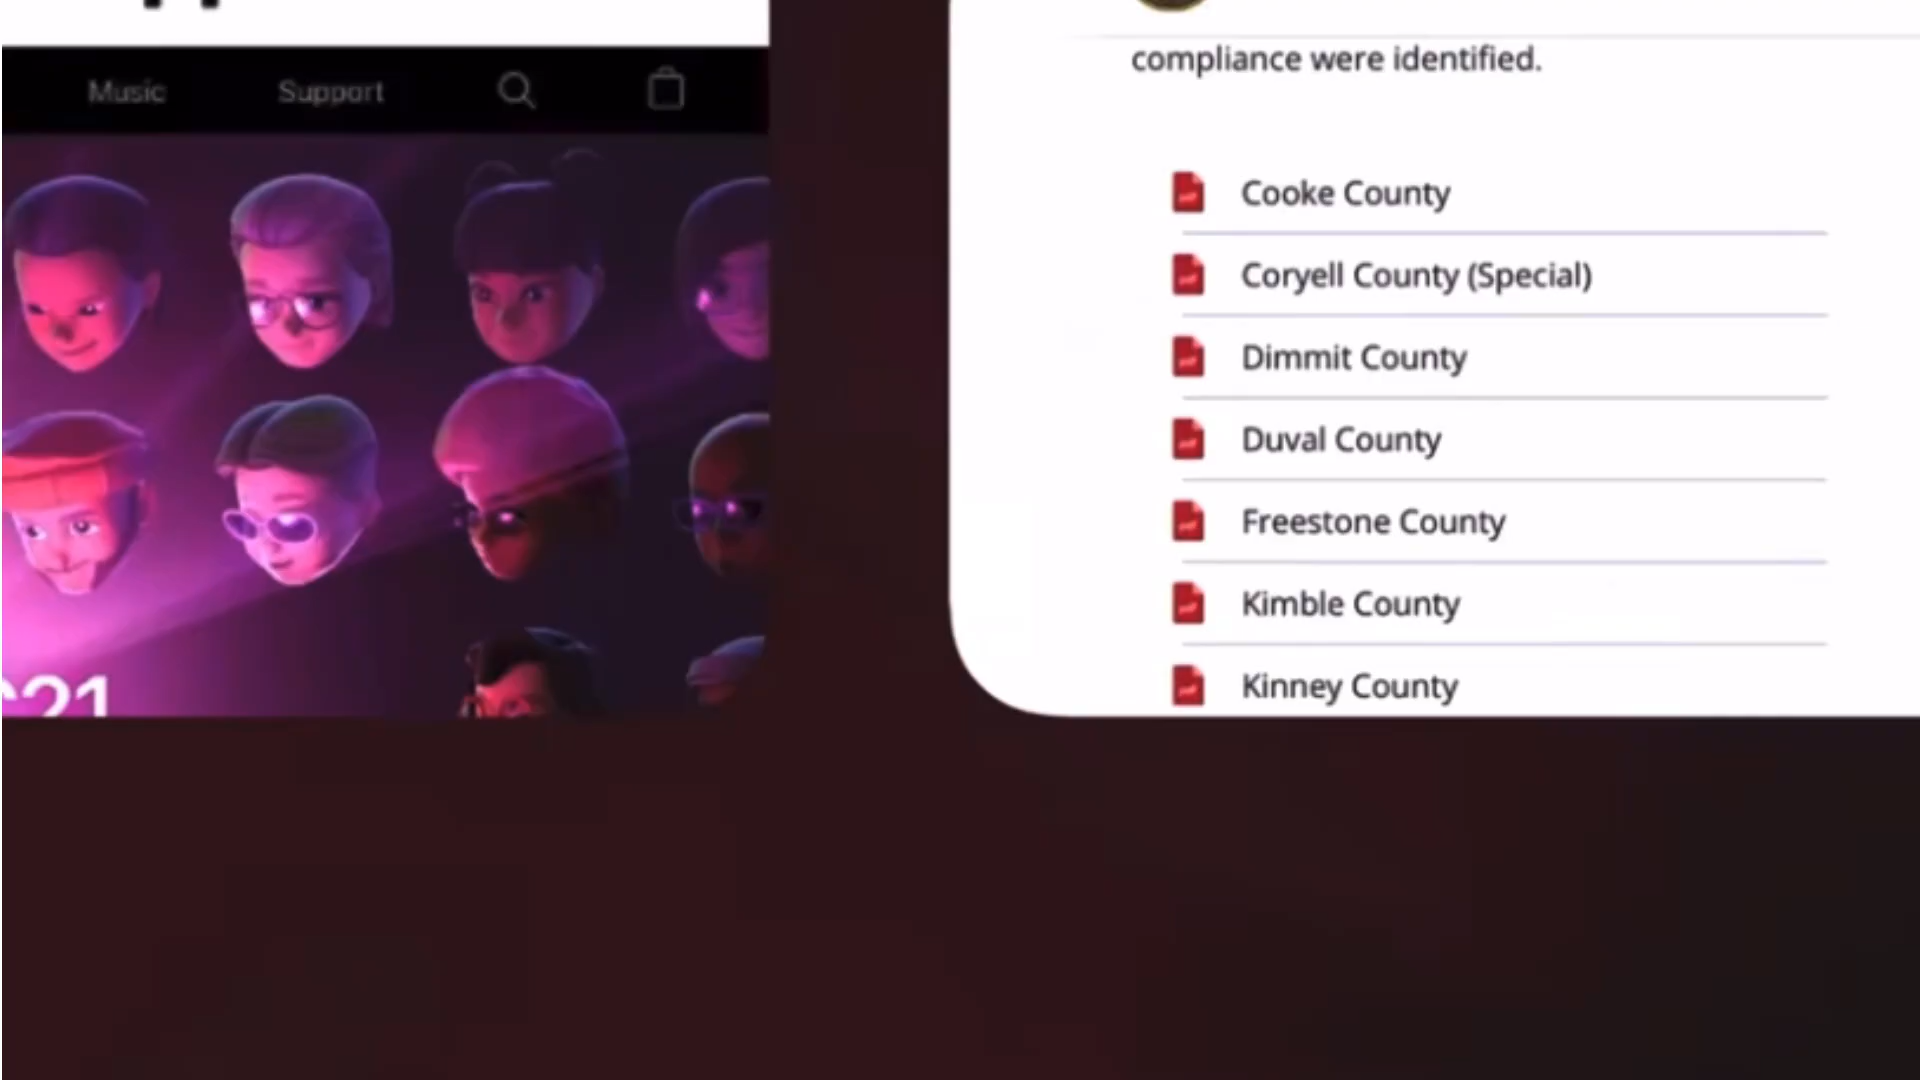 Music Support
21
compliance were identified.
Cooke County
Coryell County (Special)
Dimmit County
Duval County
Freestone County
Kimble County
Kinney County